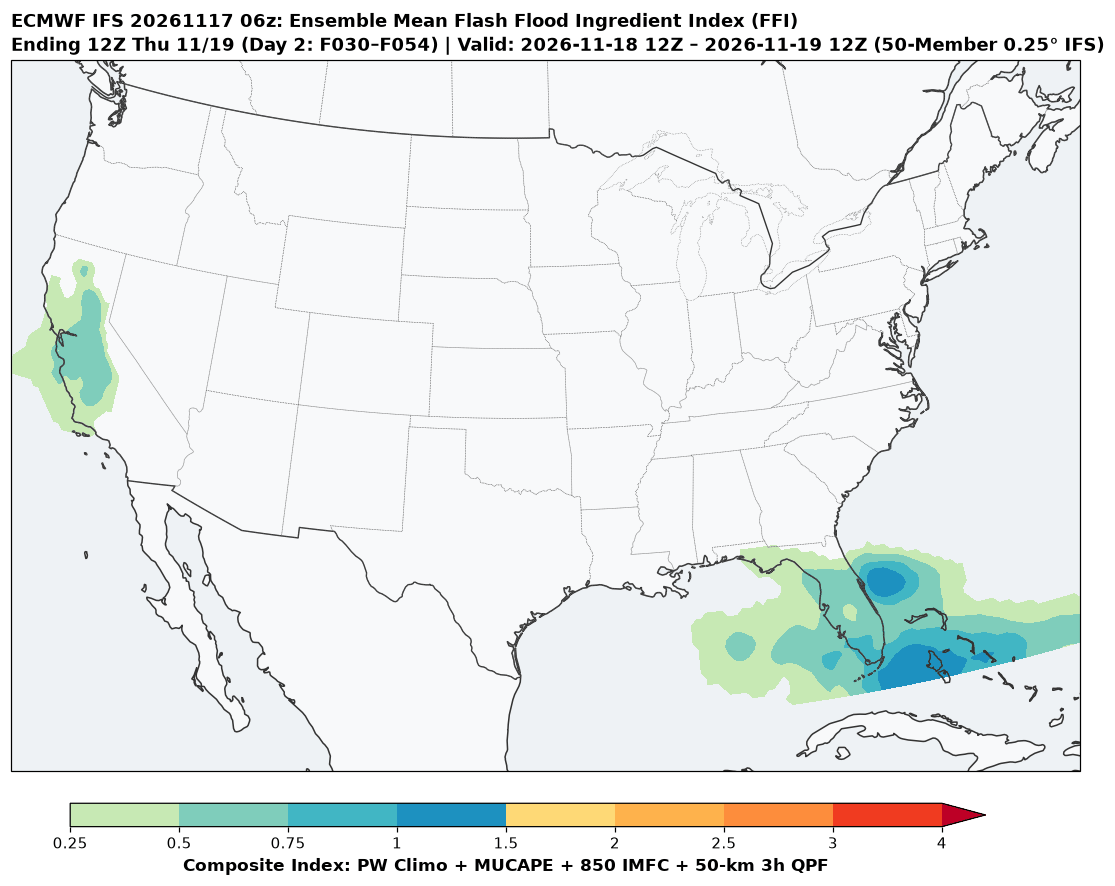 ECMWF IFS 20261117 06z: Ensemble Mean Flash Flood Ingredient Index (FFI)
Ending 12Z Thu 11/19 (Day 2: F030–F054) | Valid: 2026-11-18 12Z – 2026-11-19 12Z (50-Member 0.25° IFS)
0.25 0.5 0.75 1 1.5 2 2.5 3 4
Composite Index: PW Climo + MUCAPE + 850 IMFC + 50-km 3h QPF